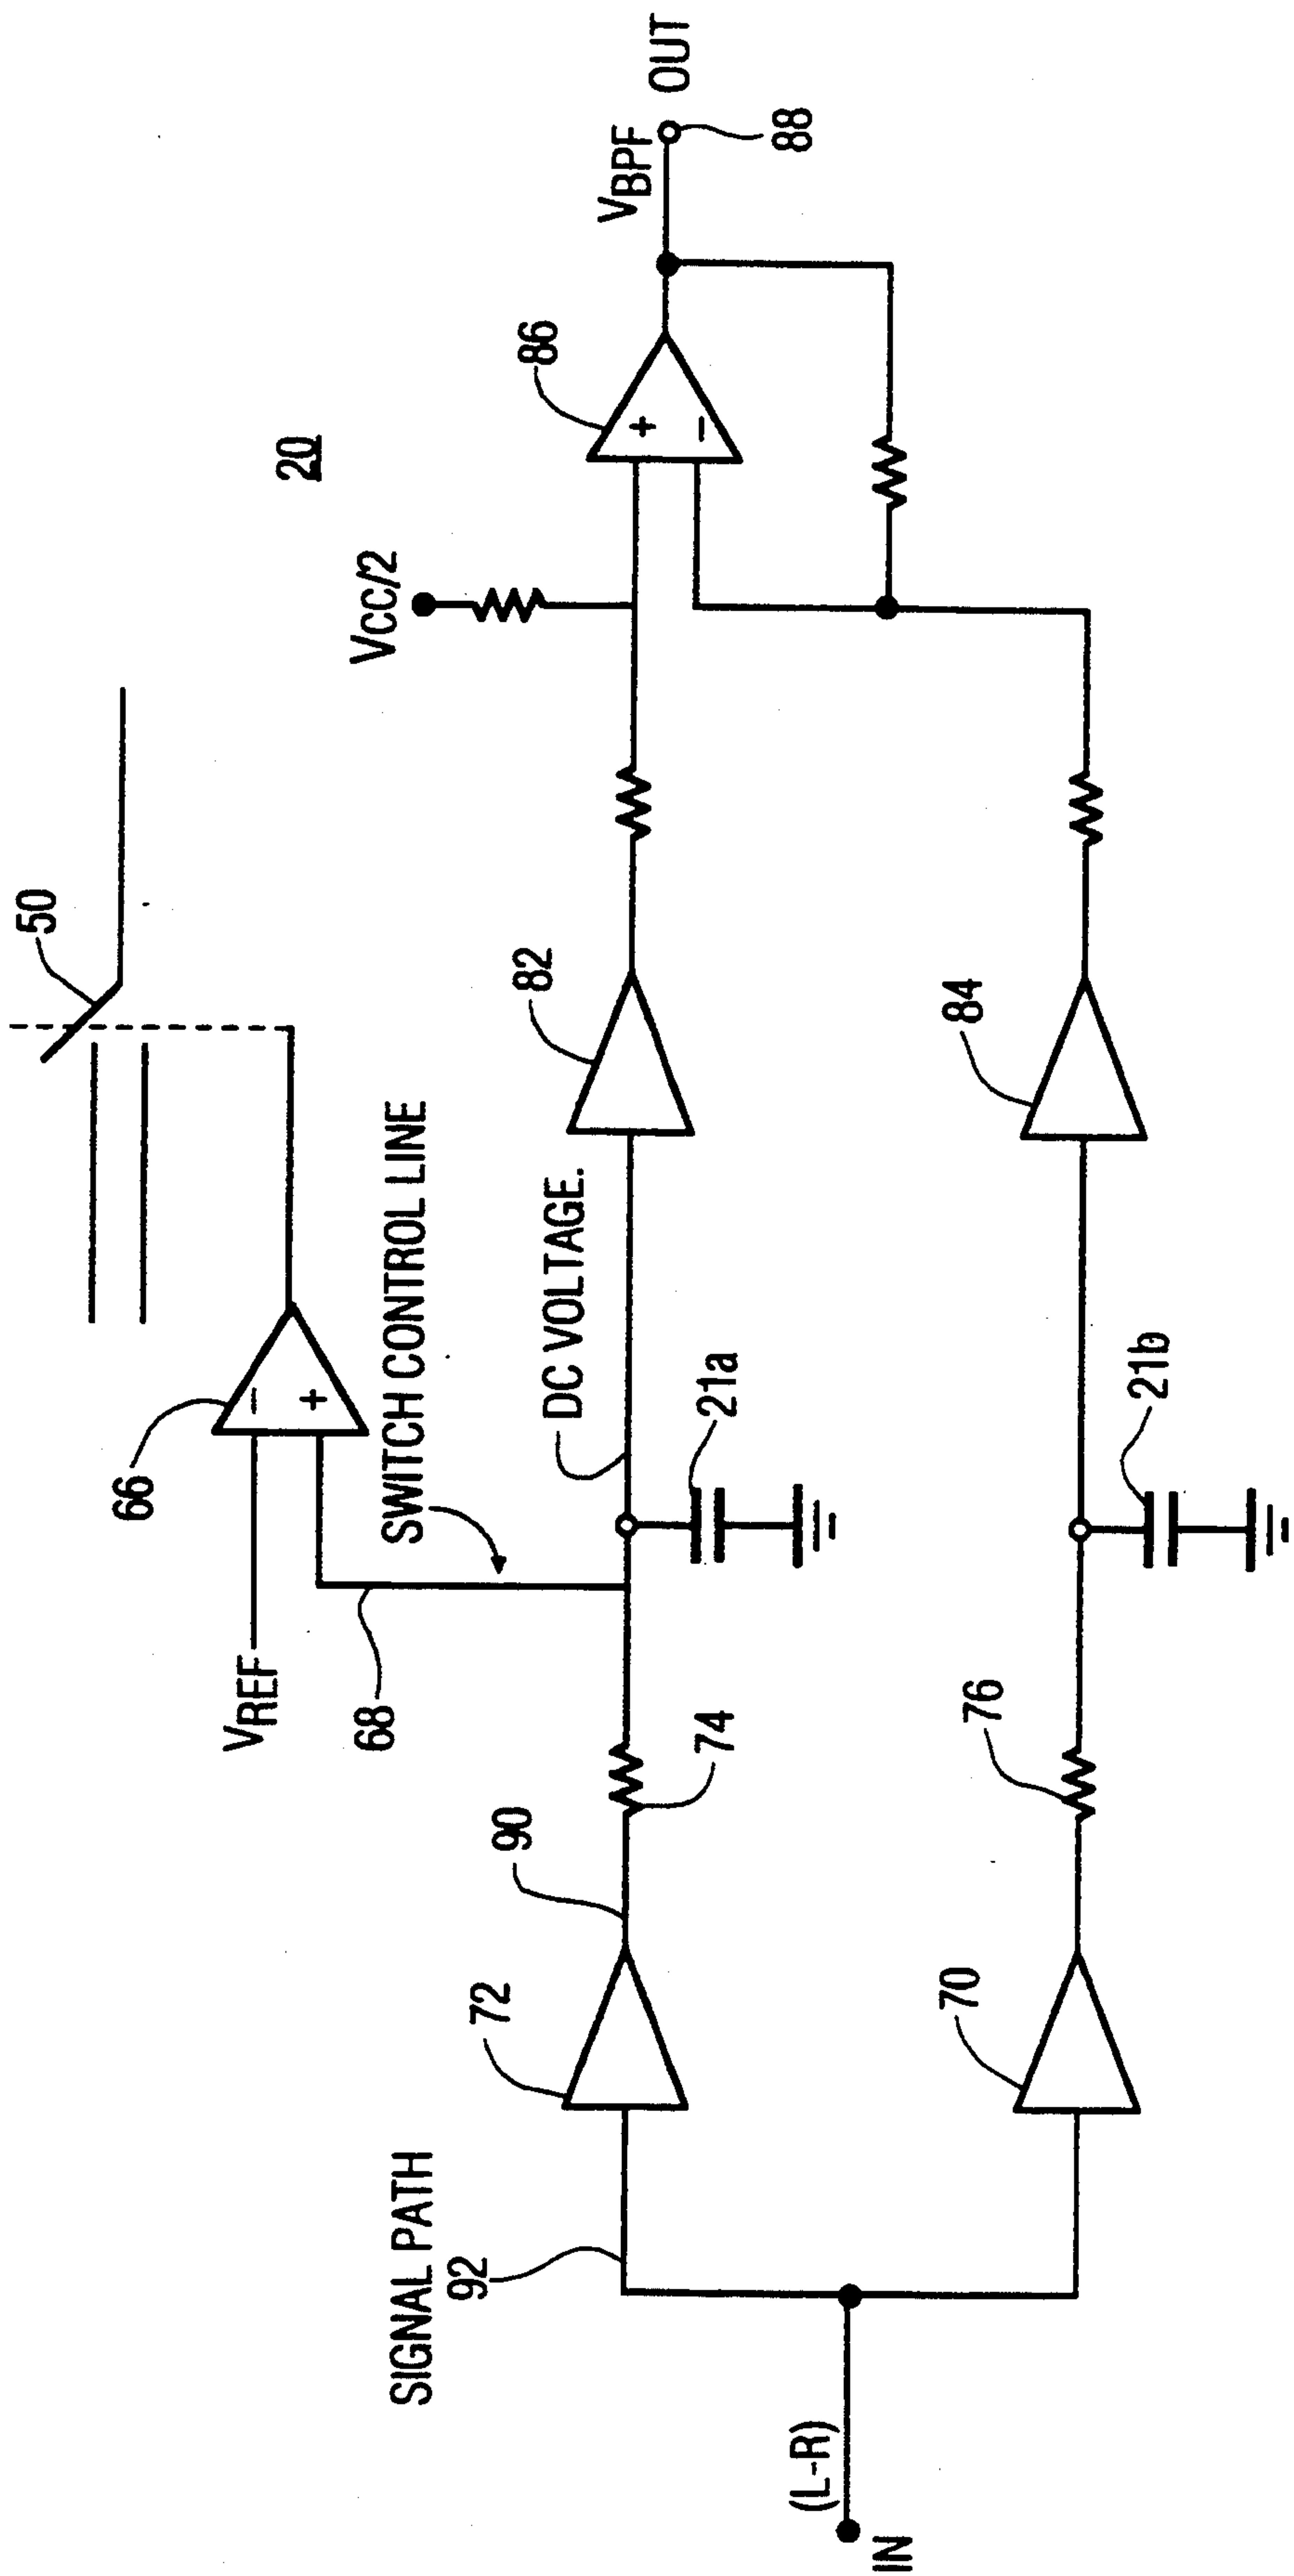 50
20
66
VREF
68
SWITCH CONTROL LINE
VCC/2
86
VBPF
OUT
88
DC VOLTAGE.
82
21a
SIGNAL PATH
92
72
90
74
(L-R)
IN
70
76
21b
84
+
−
−
+